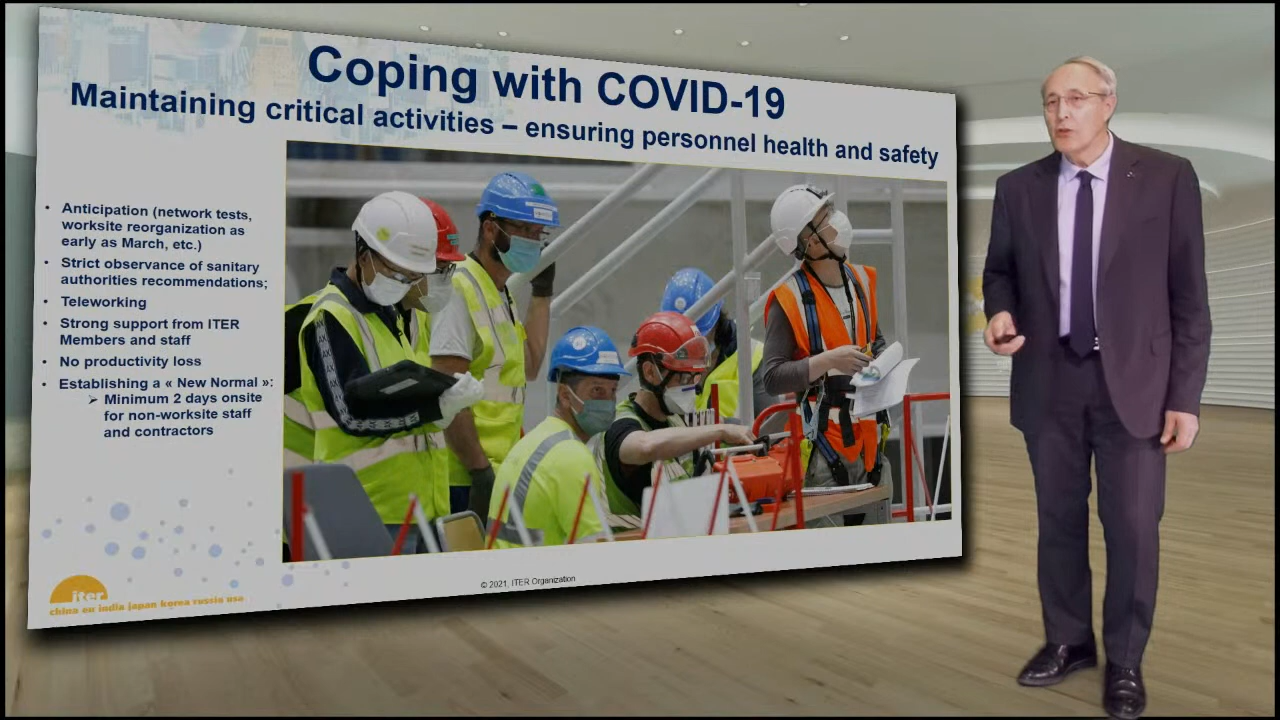 Coping with COVID-19
Maintaining critical activities – ensuring personnel health and safety
• Anticipation (network tests,
worksite reorganization as
early as March, etc.)
• Strict observance of sanitary
authorities recommendations;
• Teleworking
• Strong support from ITER
Members and staff
• No productivity loss
• Establishing a « New Normal »:
➢ Minimum 2 days onsite
for non-worksite staff
and contractors
© 2021, ITER Organization
iter
china eu india japan korea russia usa